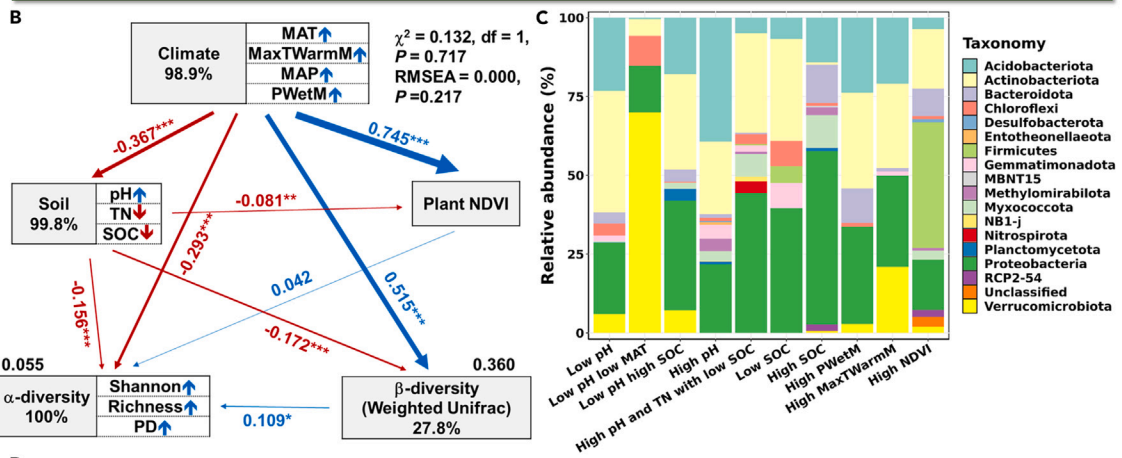 B
Climate
98.9%
MAT↑
MaxTWarmM↑
MAP↑
PWetM↑
χ² = 0.132, df = 1,
P = 0.717
RMSEA = 0.000,
P =0.217
-0.367***
0.745***
Soil
99.8%
pH↑
TN↓
SOC↓
-0.081**
Plant NDVI
-0.293***
0.042
0.515***
-0.156***
-0.172***
0.055
0.360
α-diversity
100%
Shannon↑
Richness↑
PD↑
0.109*
β-diversity
(Weighted Unifrac)
27.8%
C
Relative abundance (%)
100
75
50
25
0
Low pH
Low pH low MAT
Low pH high SOC
High pH
High pH and TN with low SOC
Low SOC
High SOC
High PWetM
High MaxTWarmM
High NDVI
Taxonomy
Acidobacteriota
Actinobacteriota
Bacteroidota
Chloroflexi
Desulfobacterota
Entotheonellaeota
Firmicutes
Gemmatimonadota
MBNT15
Methylomirabilota
Myxococcota
NB1-j
Nitrospirota
Planctomycetota
Proteobacteria
RCP2-54
Unclassified
Verrucomicrobiota